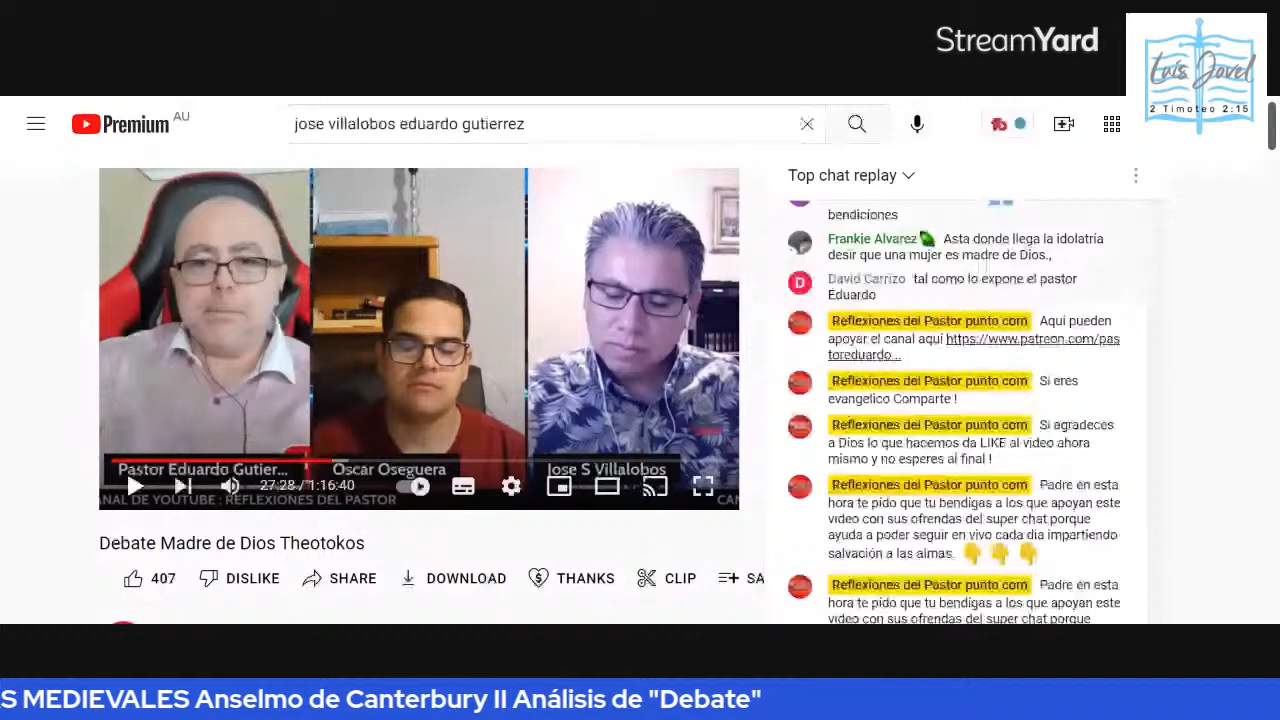 StreamYard
Luis Jovel
2 Timoteo 2:15
Premium AU
jose villalobos eduardo gutierrez
Top chat replay
bendiciones
Frankie Alvarez Asta donde llega la idolatría
desir que una mujer es madre de Dios.,
David Carrizo tal como lo expone el pastor
Eduardo
Reflexiones del Pastor punto com Aquí pueden
apoyar el canal aquí https://www.patreon.com/pas
toreduardo...
Reflexiones del Pastor punto com Si eres
evangelico Comparte !
Reflexiones del Pastor punto com Si agradeces
a Dios lo que hacemos da LIKE al video ahora
mismo y no esperes al final !
Reflexiones del Pastor punto com Padre en esta
hora te pido que tu bendigas a los que apoyan este
video con sus ofrendas del super chat porque
ayuda a poder seguir en vivo cada dia impartiendo
salvación a las almas.
Reflexiones del Pastor punto com Padre en esta
hora te pido que tu bendigas a los que apoyan este
video con sus ofrendas del super chat porque
Pastor Eduardo Gutier...
Oscar Oseguera
Jose S Villalobos
27:28 / 1:16:40
ANAL DE YOUTUBE : REFLEXIONES DEL PASTOR
CAN
Debate Madre de Dios Theotokos
407 DISLIKE SHARE DOWNLOAD THANKS CLIP SA
S MEDIEVALES Anselmo de Canterbury II Análisis de "Debate"